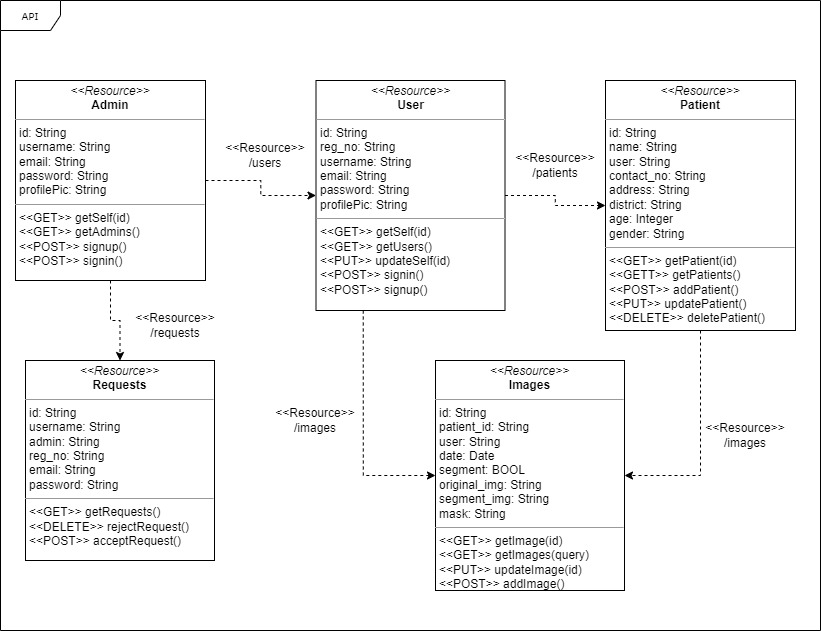 API
<<Resource>>
Admin
id: String
username: String
email: String
password: String
profilePic: String
<<GET>> getSelf(id)
<<GET>> getAdmins()
<<POST>> signup()
<<POST>> signin()
<<Resource>>
/users
<<Resource>>
User
id: String
reg_no: String
username: String
email: String
password: String
profilePic: String
<<GET>> getSelf(id)
<<GET>> getUsers()
<<PUT>> updateSelf(id)
<<POST>> signin()
<<POST>> signup()
<<Resource>>
/patients
<<Resource>>
Patient
id: String
name: String
user: String
contact_no: String
address: String
district: String
age: Integer
gender: String
<<GET>> getPatient(id)
<<GETT>> getPatients()
<<POST>> addPatient()
<<PUT>> updatePatient()
<<DELETE>> deletePatient()
<<Resource>>
/requests
<<Resource>>
Requests
id: String
username: String
admin: String
reg_no: String
email: String
password: String
<<GET>> getRequests()
<<DELETE>> rejectRequest()
<<POST>> acceptRequest()
<<Resource>>
/images
<<Resource>>
Images
id: String
patient_id: String
user: String
date: Date
segment: BOOL
original_img: String
segment_img: String
mask: String
<<GET>> getImage(id)
<<GET>> getImages(query)
<<PUT>> updateImage(id)
<<POST>> addImage()
<<Resource>>
/images